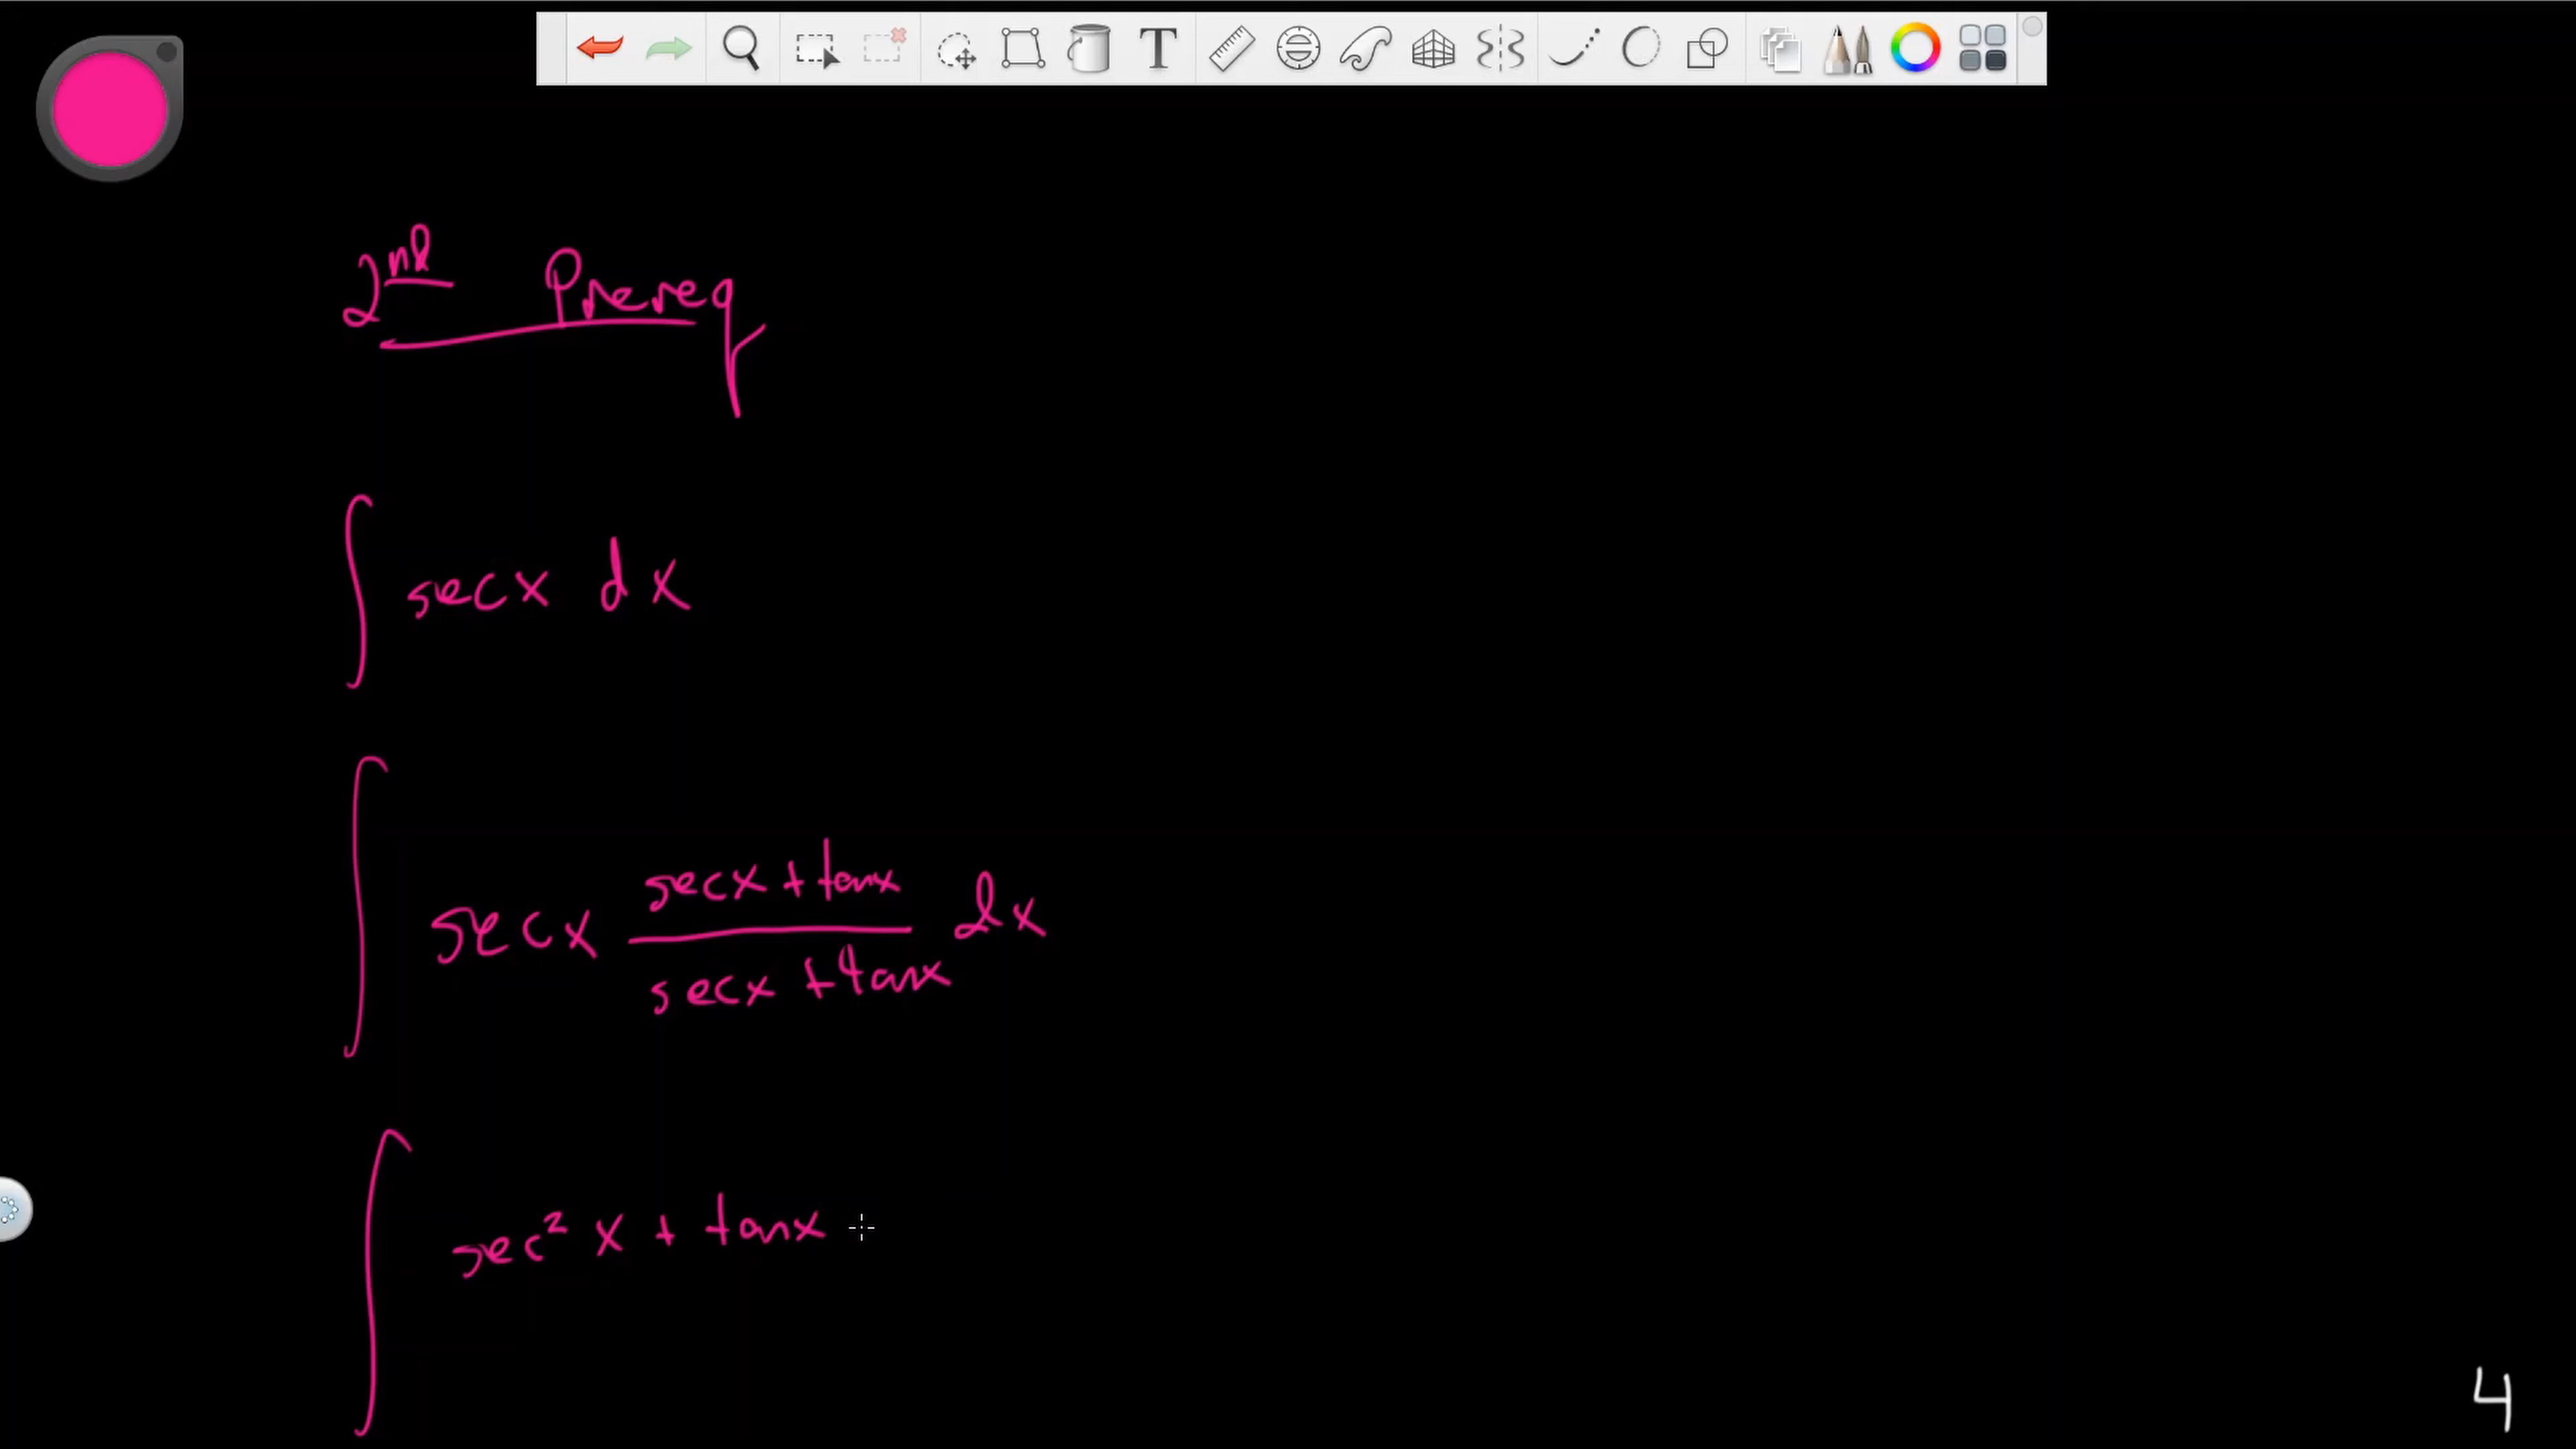 T
2nd Prereq
∫ secx dx
∫ secx (secx + tanx)/(secx + tanx) dx
∫ sec² x + tanx
4